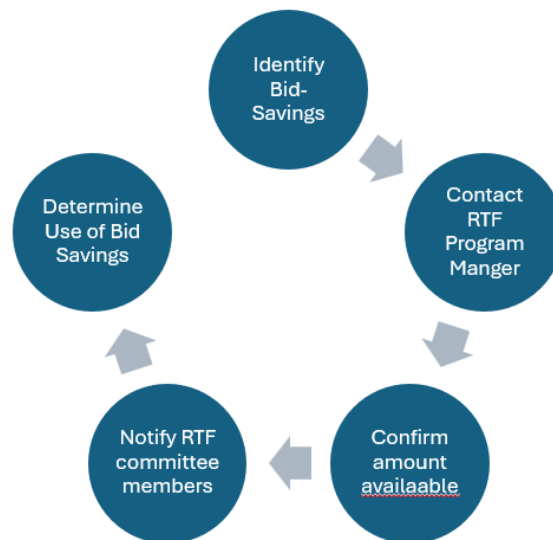 Identify
Bid-
Savings
Contact
RTF
Program
Manger
Confirm
amount
availaable
Notify RTF
committee
members
Determine
Use of Bid
Savings